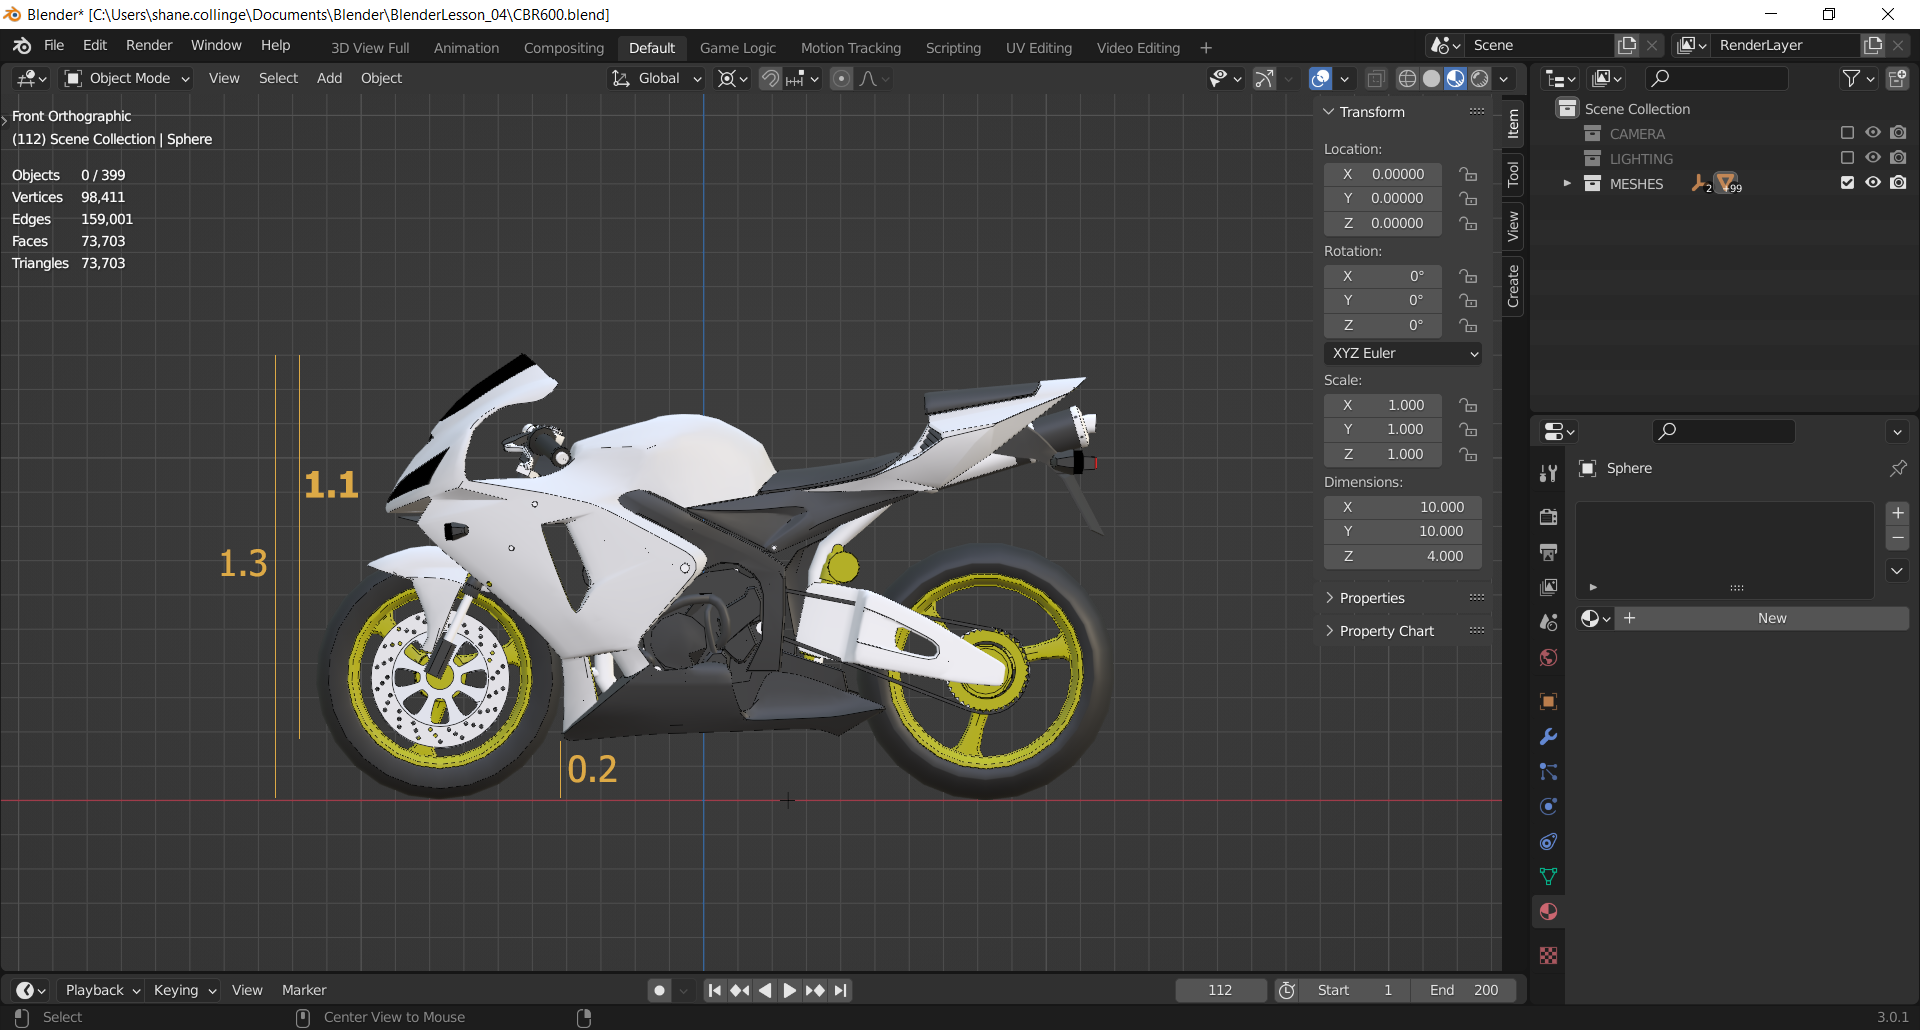 Blender* [C:\Users\shane.collinge\Documents\Blender\BlenderLesson_04\CBR600.blend]
File Edit Render Window Help 3D View Full Animation Compositing Default Game Logic Motion Tracking Scripting UV Editing Video Editing + Scene RenderLayer
Object Mode View Select Add Object Global
Front Orthographic
(112) Scene Collection | Sphere
Objects 0 / 399
Vertices 98,411
Edges 159,001
Faces 73,703
Triangles 73,703
1.1
1.3
0.2
Transform
Location:
X 0.00000
Y 0.00000
Z 0.00000
Rotation:
X 0°
Y 0°
Z 0°
XYZ Euler
Scale:
X 1.000
Y 1.000
Z 1.000
Dimensions:
X 10.000
Y 10.000
Z 4.000
Properties
Property Chart
Item
Tool
View
Create
Scene Collection
CAMERA
LIGHTING
MESHES 2 +99
Sphere
New
Playback Keying View Marker 112 Start 1 End 200
Select Center View to Mouse 3.0.1